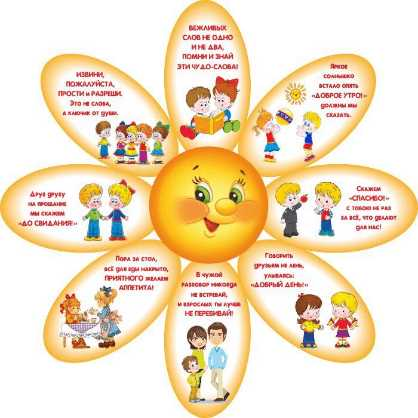 ВЕЖЛИВЫХ
СЛОВ НЕ ОДНО
И НЕ ДВА,
ПОМНИ И ЗНАЙ
ЭТИ ЧУДО-СЛОВА!
Яркое
солнышко
встало опять
«ДОБРОЕ УТРО!»
должны мы
сказать.
Скажем
«СПАСИБО!»
с тобою не раз
за всё, что делают
для нас!
Говорить
друзьям не лень,
улыбаясь:
«ДОБРЫЙ ДЕНЬ!»
В ЧУЖОЙ
РАЗГОВОР НИКОГДА
НЕ ВСТРЕВАЙ,
И ВЗРОСЛЫХ ТЫ ЛУЧШЕ
НЕ ПЕРЕБИВАЙ!
Пора за стол,
всё для еды накрыто,
ПРИЯТНОГО желаем
АППЕТИТА!
Друг другу
на прощание
мы скажем
«ДО СВИДАНИЯ!»
ИЗВИНИ,
ПОЖАЛУЙСТА,
ПРОСТИ и РАЗРЕШИ.
Это не слова,
а ключик от души.